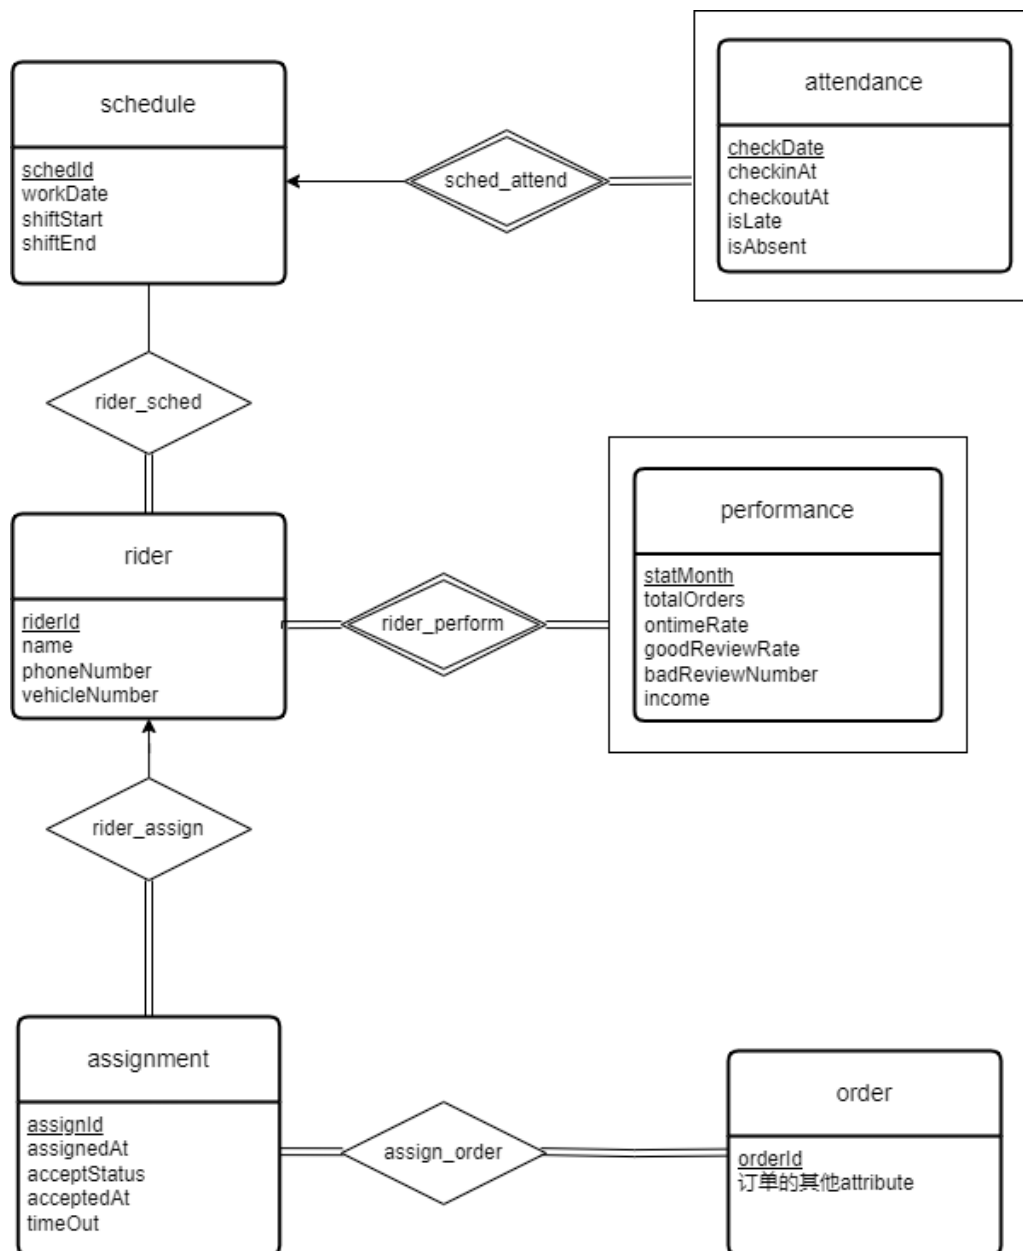 attendance
checkDate
checkinAt
checkoutAt
isLate
isAbsent
schedule
schedId
workDate
shiftStart
shiftEnd
sched_attend
rider_sched
performance
statMonth
totalOrders
ontimeRate
goodReviewRate
badReviewNumber
income
rider
riderId
name
phoneNumber
vehicleNumber
rider_perform
rider_assign
assignment
assignId
assignedAt
acceptStatus
acceptedAt
timeOut
assign_order
order
orderId
订单的其他attribute